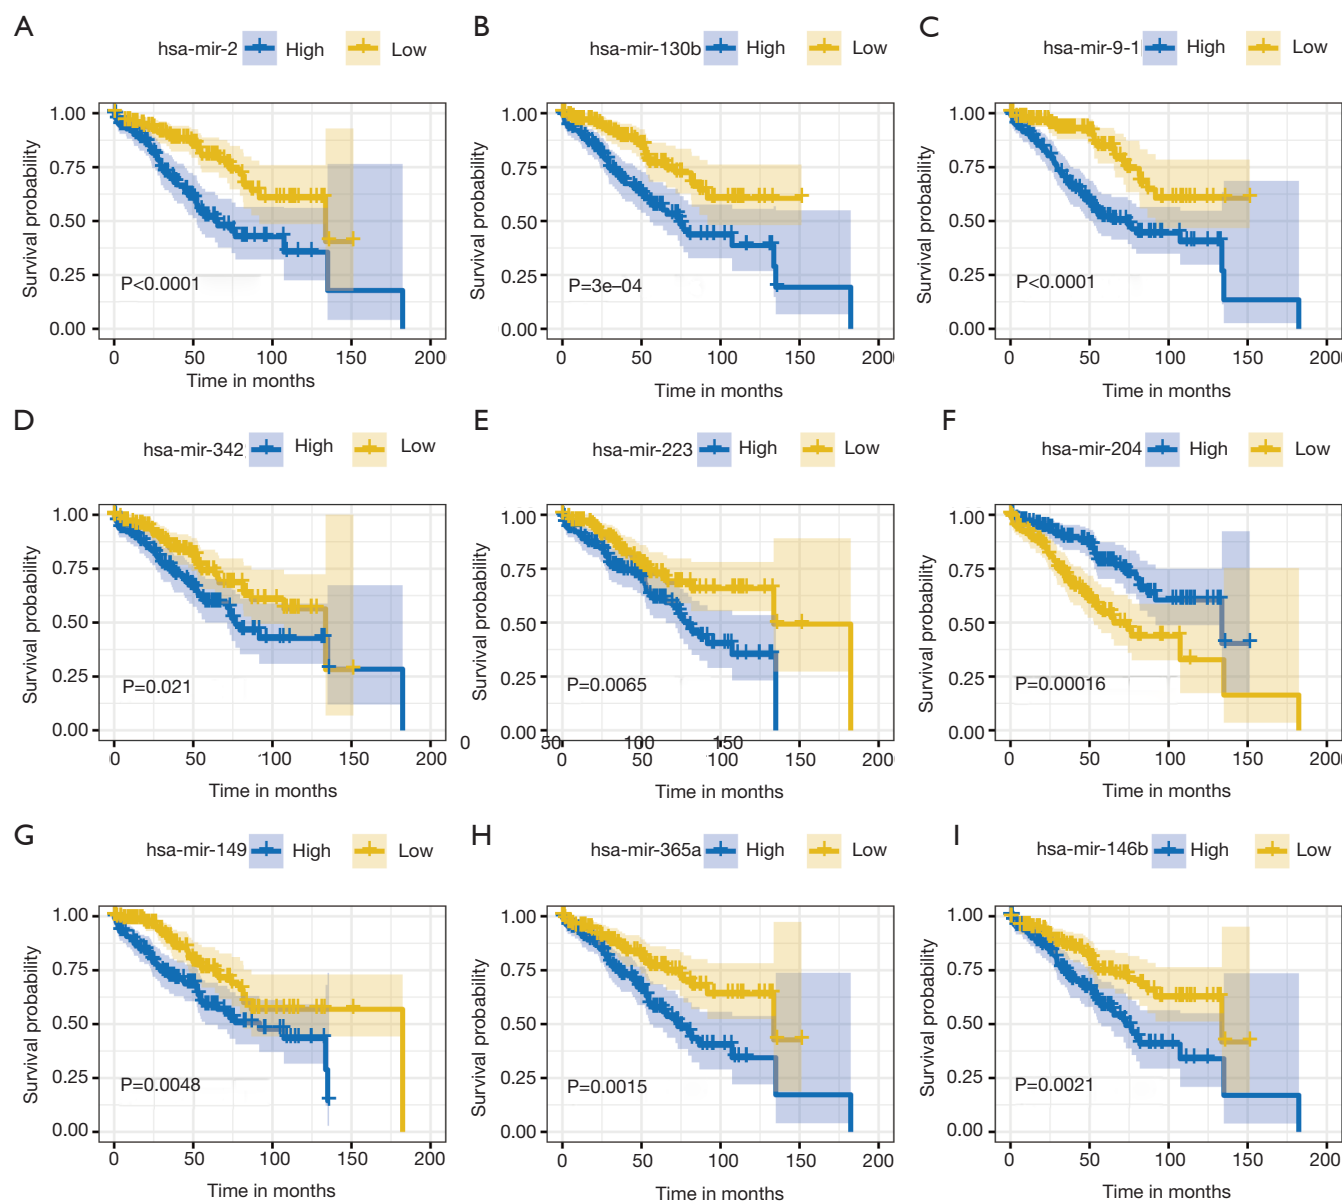 A
hsa-mir-2 High Low
Survival probability
1.00
0.75
0.50
0.25
0.00
P<0.0001
0 50 100 150 200
Time in months
B
hsa-mir-130b High Low
Survival probability
1.00
0.75
0.50
0.25
0.00
P=3e–04
0 50 100 150 200
Time in months
C
hsa-mir-9-1 High Low
Survival probability
1.00
0.75
0.50
0.25
0.00
P<0.0001
0 50 100 150 200
Time in months
D
hsa-mir-342 High Low
Survival probability
1.00
0.75
0.50
0.25
0.00
P=0.021
0 50 100 150 200
Time in months
E
hsa-mir-223 High Low
Survival probability
1.00
0.75
0.50
0.25
0.00
P=0.0065
0 50 100 150
0 50 100 150 200
Time in months
F
hsa-mir-204 High Low
Survival probability
1.00
0.75
0.50
0.25
0.00
P=0.00016
0 50 100 150 200
Time in months
G
hsa-mir-149 High Low
Survival probability
1.00
0.75
0.50
0.25
0.00
P=0.0048
0 50 100 150 200
Time in months
H
hsa-mir-365a High Low
Survival probability
1.00
0.75
0.50
0.25
0.00
P=0.0015
0 50 100 150 200
Time in months
I
hsa-mir-146b High Low
Survival probability
1.00
0.75
0.50
0.25
0.00
P=0.0021
0 50 100 150 200
Time in months